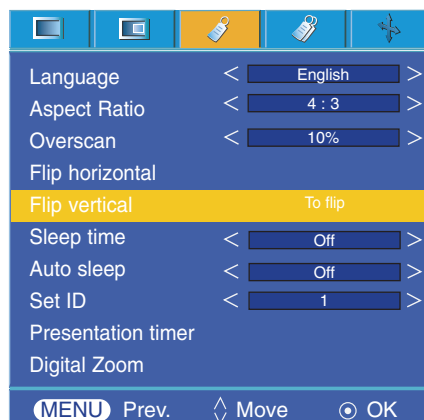 Language < English >
Aspect Ratio < 4 : 3 >
Overscan < 10% >
Flip horizontal
Flip vertical To flip
Sleep time < Off >
Auto sleep < Off >
Set ID < 1 >
Presentation timer
Digital Zoom
MENU Prev. Move OK